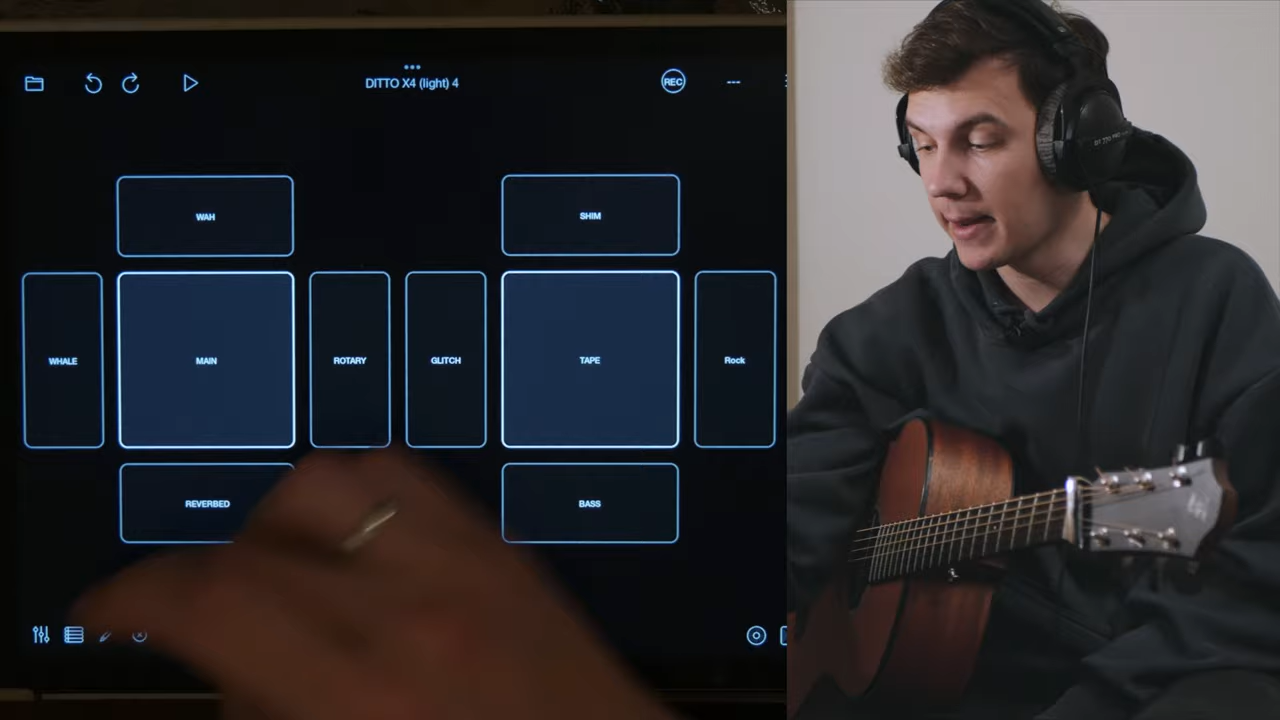 DITTO X4 (light) 4
REC
WAH
SHIM
WHALE
MAIN
ROTARY
GLITCH
TAPE
Rock
REVERBED
BASS